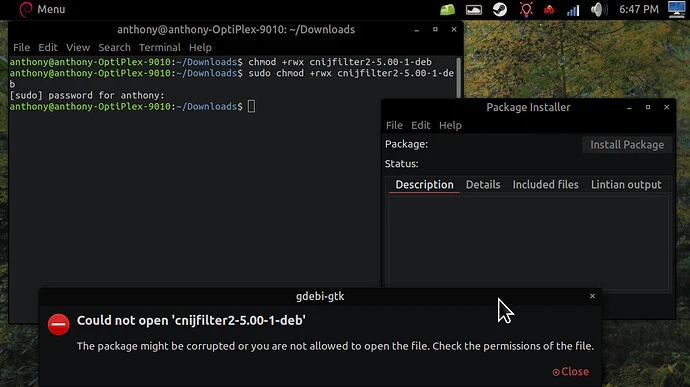 Menu
6:47 PM
anthony@anthony-OptiPlex-9010: ~/Downloads
File Edit View Search Terminal Help
anthony@anthony-OptiPlex-9010:~/Downloads$ chmod +rwx cnijfilter2-5.00-1-deb
anthony@anthony-OptiPlex-9010:~/Downloads$ sudo chmod +rwx cnijfilter2-5.00-1-de
b
[sudo] password for anthony:
anthony@anthony-OptiPlex-9010:~/Downloads$
Package Installer
File Edit Help
Package:
Install Package
Status:
Description Details Included files Lintian output
gdebi-gtk
Could not open 'cnijfilter2-5.00-1-deb'
The package might be corrupted or you are not allowed to open the file. Check the permissions of the file.
Close